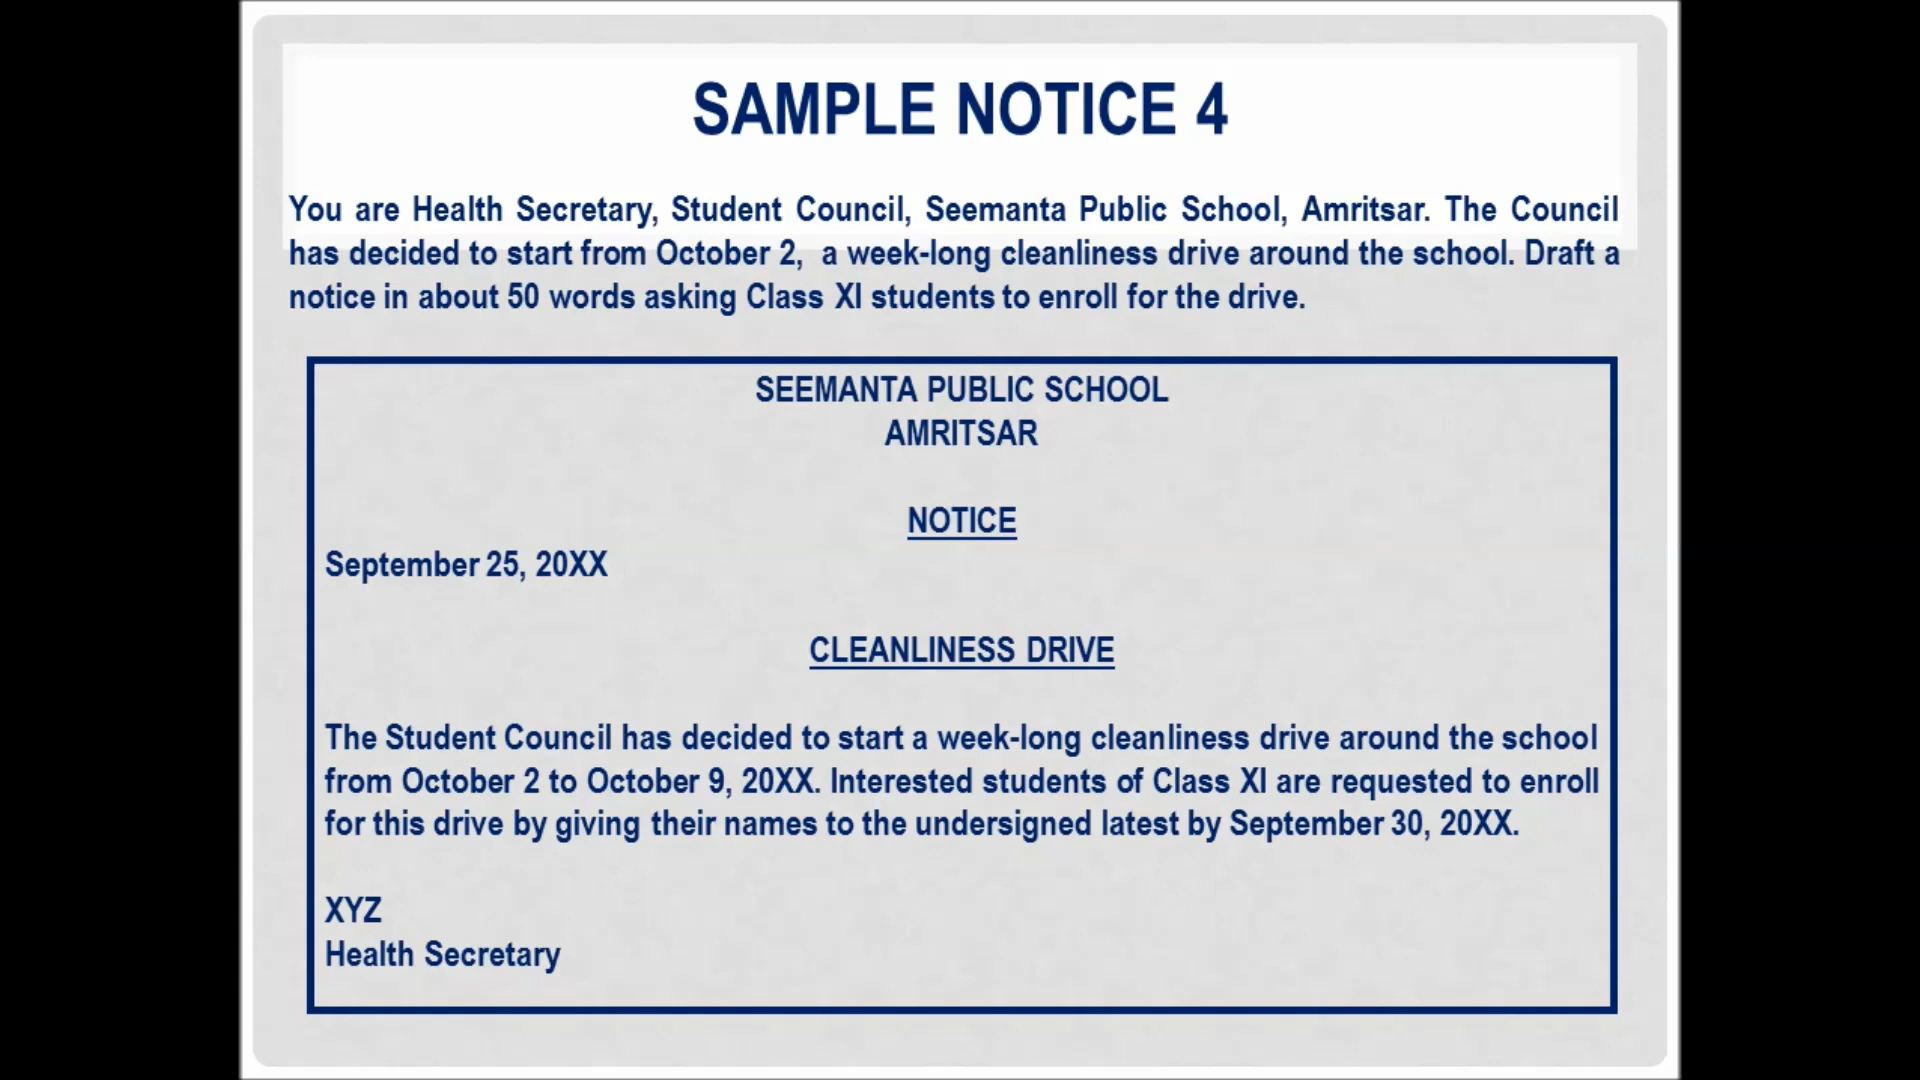 SAMPLE NOTICE 4
You are Health Secretary, Student Council, Seemanta Public School, Amritsar. The Council
has decided to start from October 2, a week-long cleanliness drive around the school. Draft a
notice in about 50 words asking Class XI students to enroll for the drive.
SEEMANTA PUBLIC SCHOOL
AMRITSAR
NOTICE
September 25, 20XX
CLEANLINESS DRIVE
The Student Council has decided to start a week-long cleanliness drive around the school
from October 2 to October 9, 20XX. Interested students of Class XI are requested to enroll
for this drive by giving their names to the undersigned latest by September 30, 20XX.
XYZ
Health Secretary